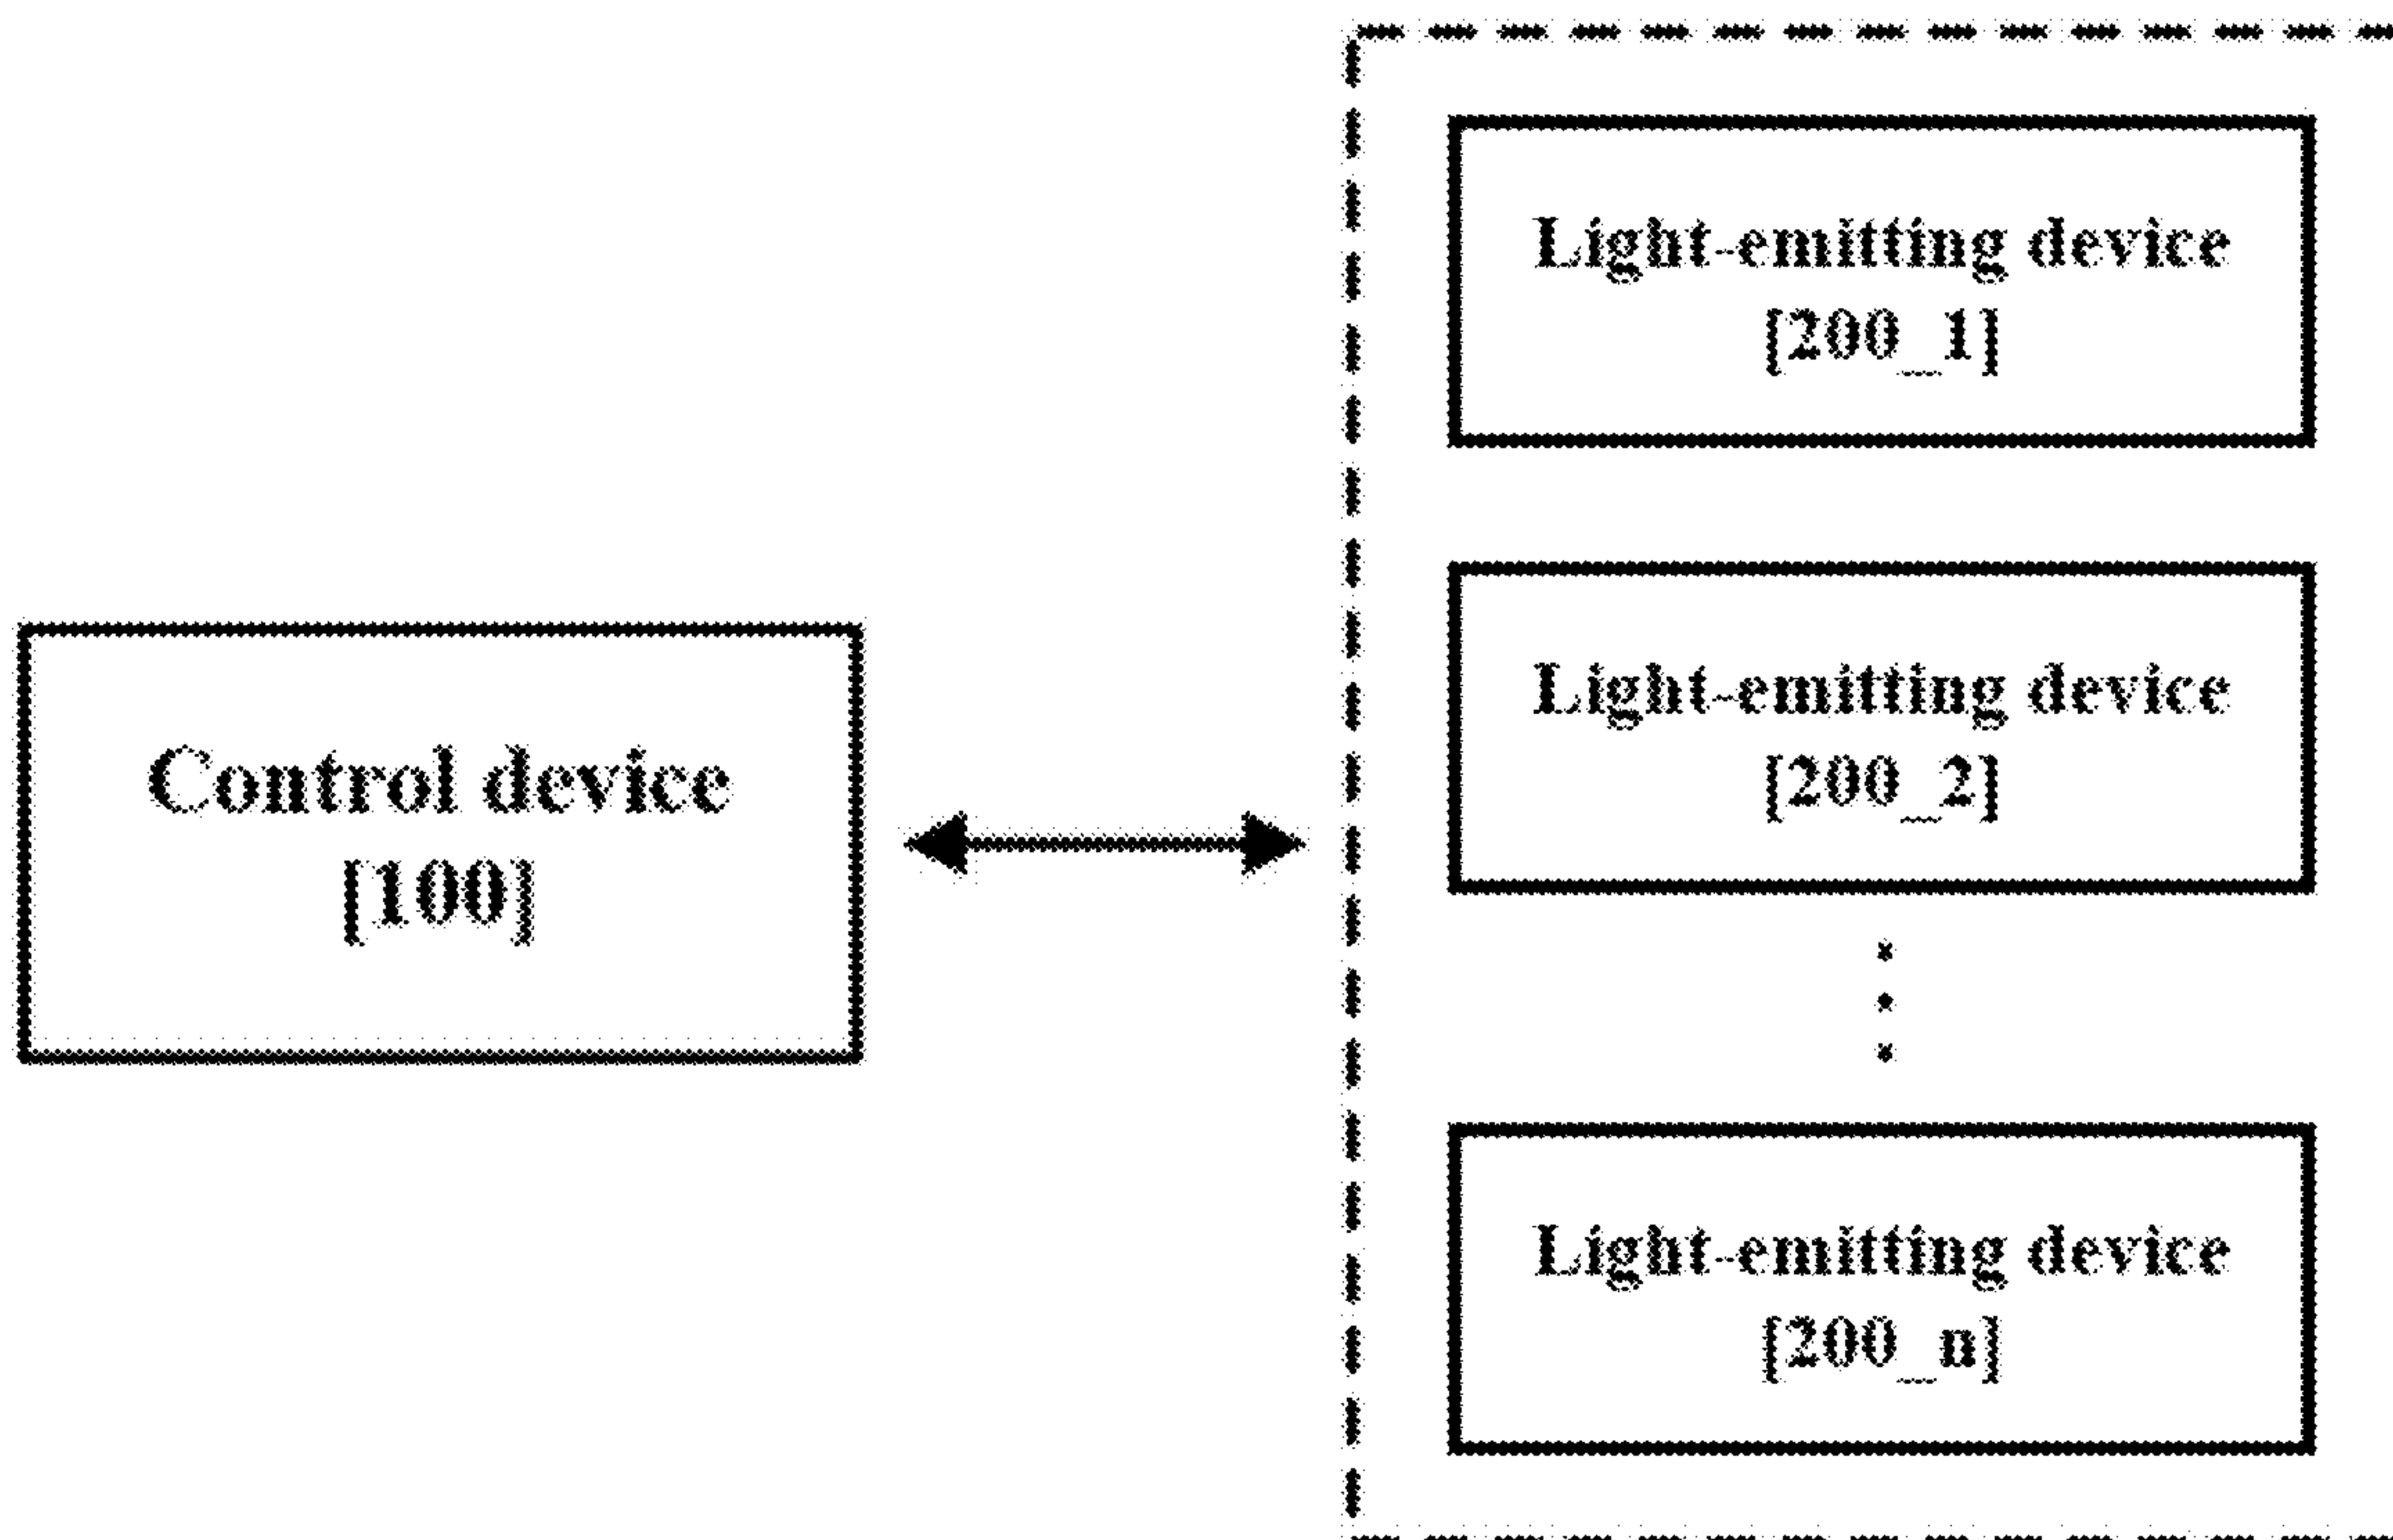 Light-emitting device
[200_1]
Light-emitting device
[200_2]
Control device
[100]
Light-emitting device
[200_n]